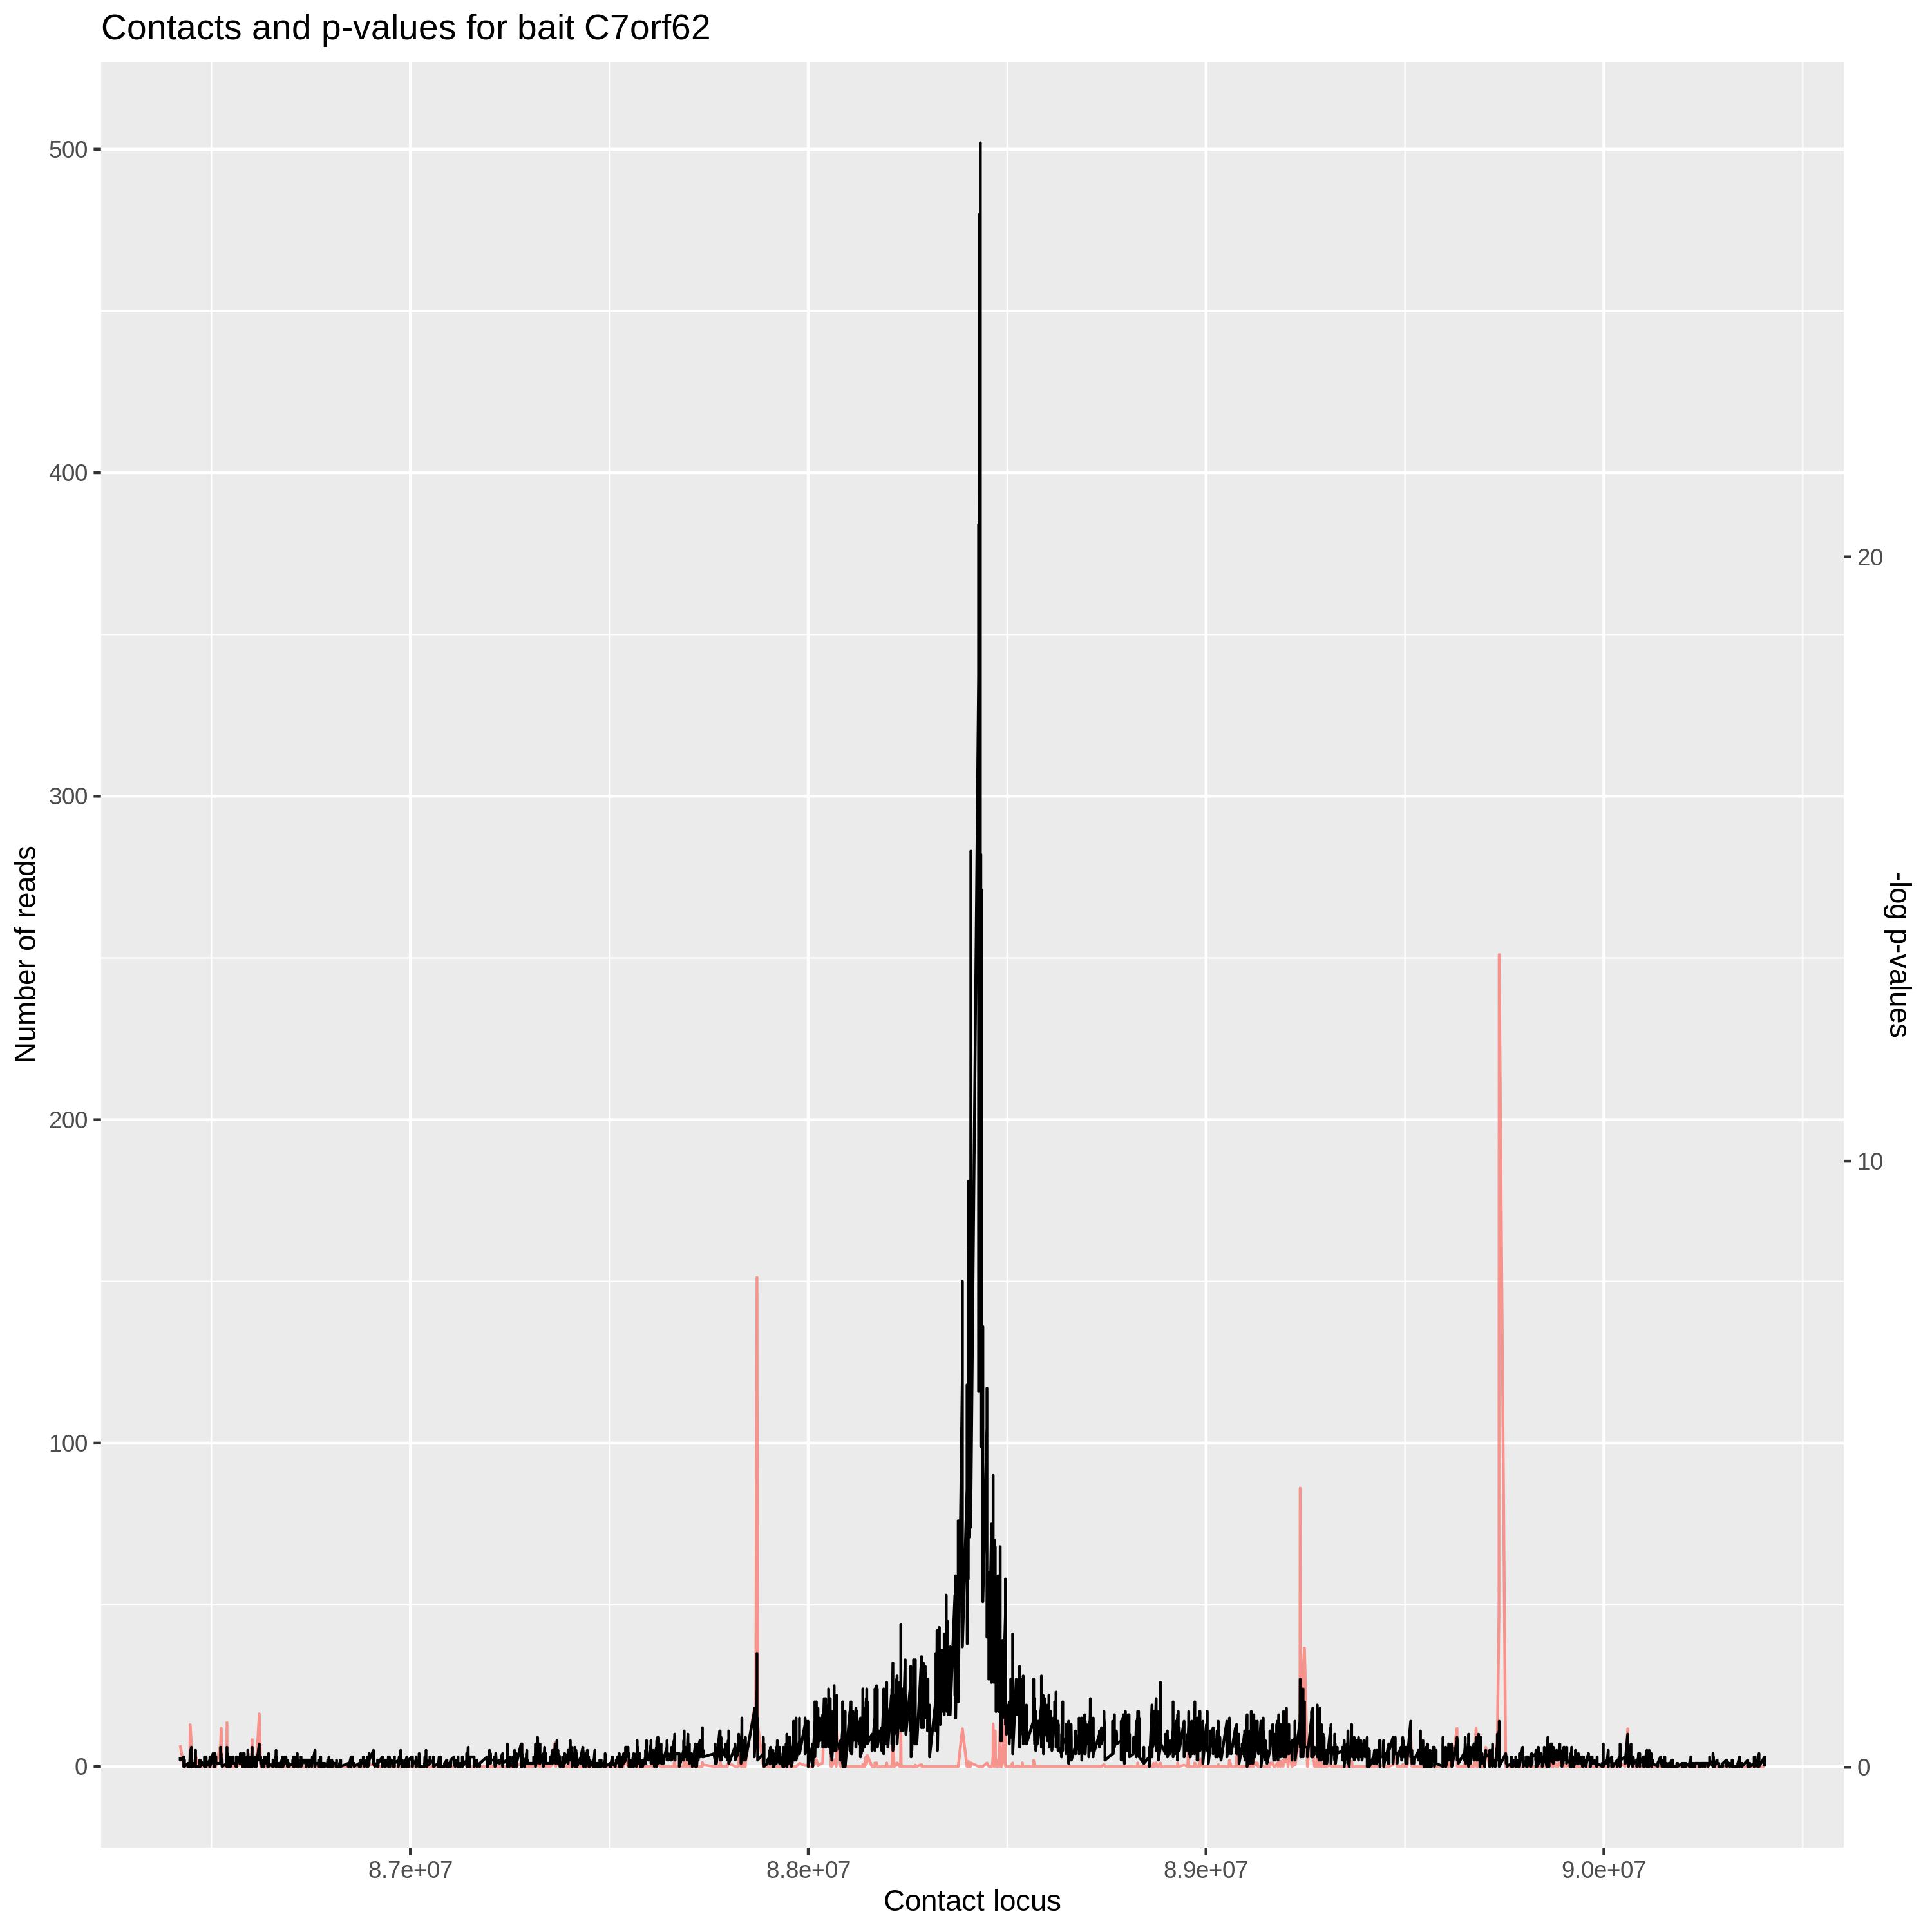 Contacts and p-values for bait C7orf62
500
400
300
200
100
0
Number of reads
20
10
0
-log p-values
8.7e+07
8.8e+07
8.9e+07
9.0e+07
Contact locus